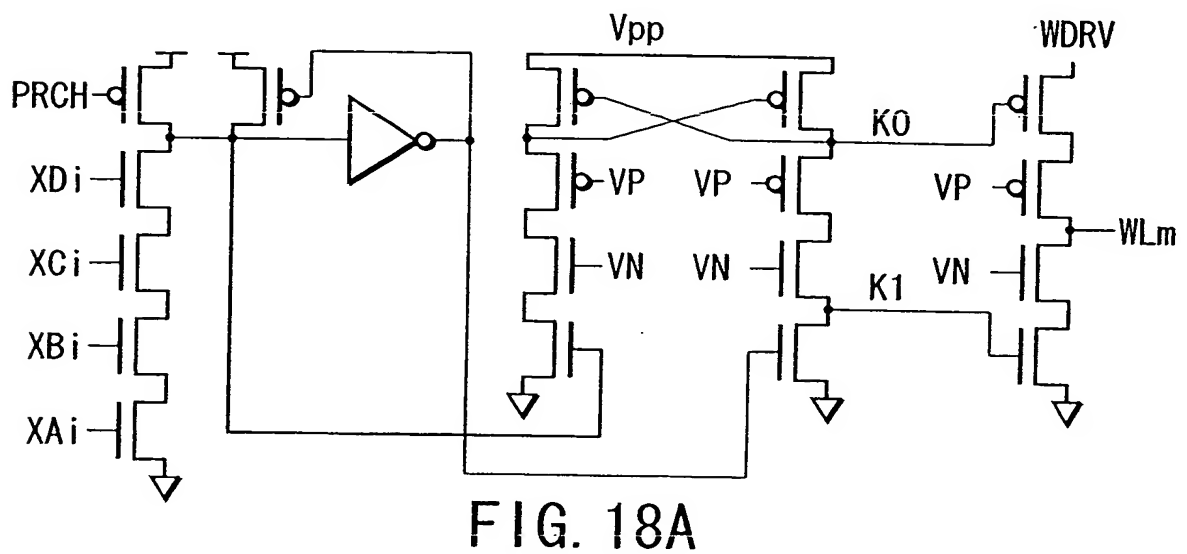 Vpp
WDRV
PRCH
K0
XDi
VP
VP
VP
WLm
XCi
VN
VN
VN
K1
XBi
XAi
FIG. 18A